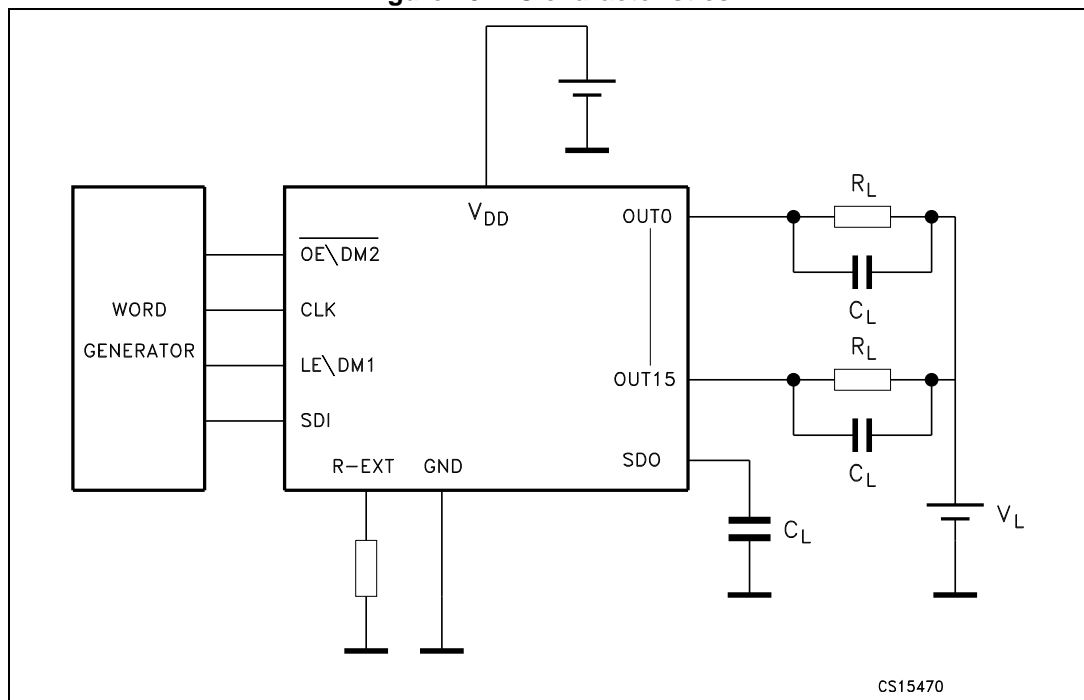 V_DD
OUT0
OE\DM2
WORD
GENERATOR
CLK
LE\DM1
SDI
R-EXT
GND
OUT15
SDO
R_L
C_L
R_L
C_L
C_L
V_L
CS15470